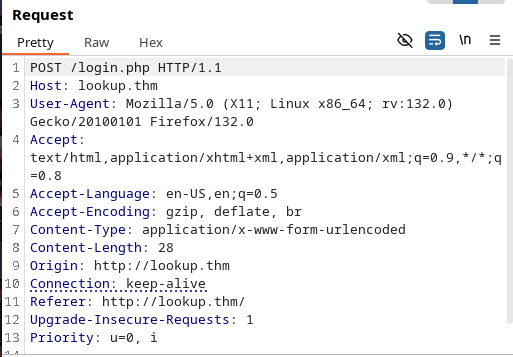 Request
Pretty Raw Hex \n
1 POST /login.php HTTP/1.1
2 Host: lookup.thm
3 User-Agent: Mozilla/5.0 (X11; Linux x86_64; rv:132.0)
Gecko/20100101 Firefox/132.0
4 Accept:
text/html,application/xhtml+xml,application/xml;q=0.9,*/*;q
=0.8
5 Accept-Language: en-US,en;q=0.5
6 Accept-Encoding: gzip, deflate, br
7 Content-Type: application/x-www-form-urlencoded
8 Content-Length: 28
9 Origin: http://lookup.thm
10 Connection: keep-alive
11 Referer: http://lookup.thm/
12 Upgrade-Insecure-Requests: 1
13 Priority: u=0, i